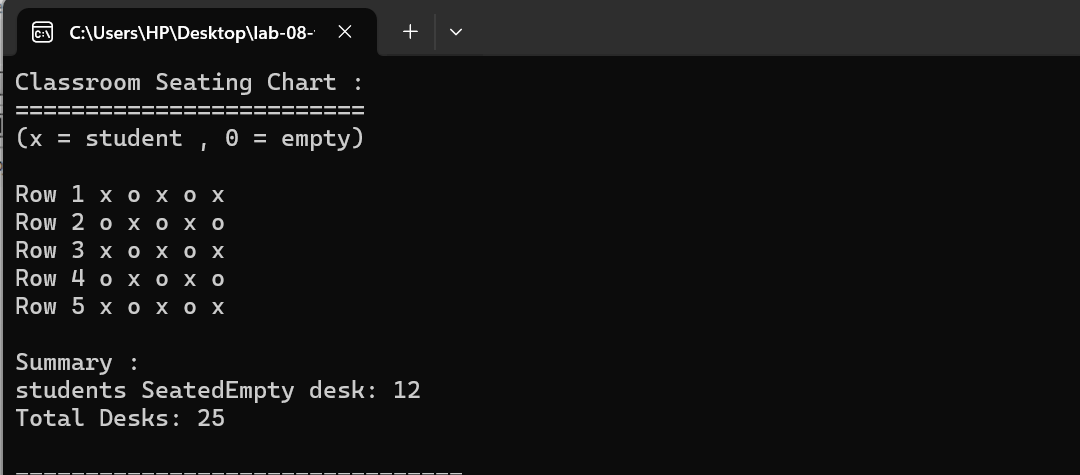 C:\Users\HP\Desktop\lab-08-
Classroom Seating Chart :
=========================
(x = student , 0 = empty)
Row 1 x o x o x
Row 2 o x o x o
Row 3 x o x o x
Row 4 o x o x o
Row 5 x o x o x
Summary :
students SeatedEmpty desk: 12
Total Desks: 25